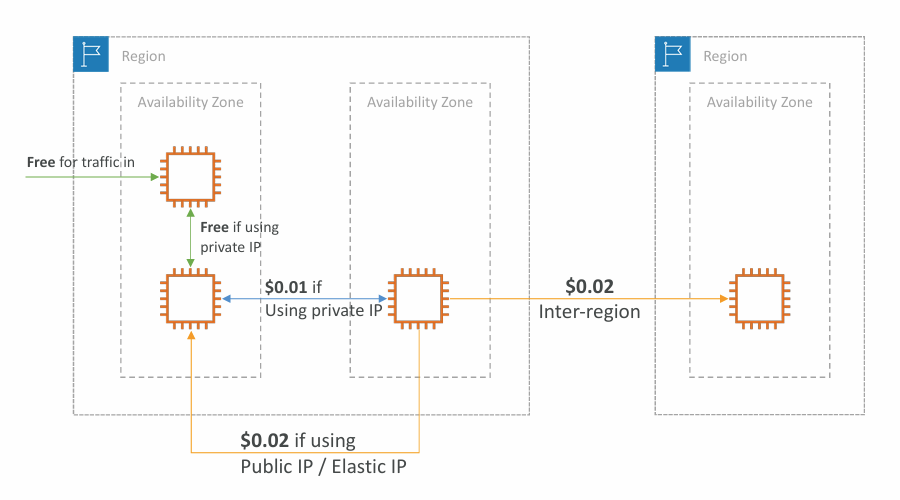 Region
Region
Availability Zone
Availability Zone
Availability Zone
Free for traffic in
Free if using
private IP
$0.01 if
Using private IP
$0.02
Inter-region
$0.02 if using
Public IP / Elastic IP